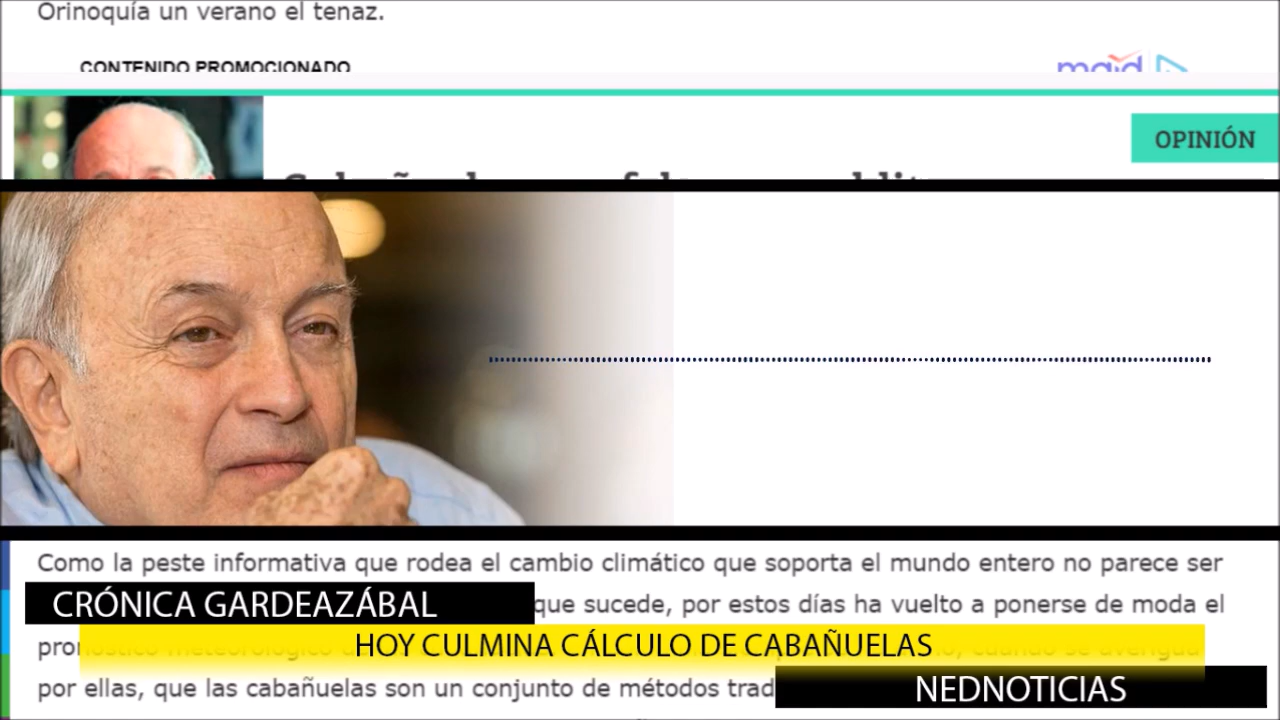 Orinoquía un verano el tenaz.
CONTENIDO PROMOCIONADO
OPINIÓN
Como la peste informativa que rodea el cambio climático que soporta el mundo entero no parece ser
CRÓNICA GARDEAZÁBAL
que sucede, por estos días ha vuelto a ponerse de moda el
HOY CULMINA CÁLCULO DE CABAÑUELAS
por ellas, que las cabañuelas son un conjunto de métodos trad
NEDNOTICIAS